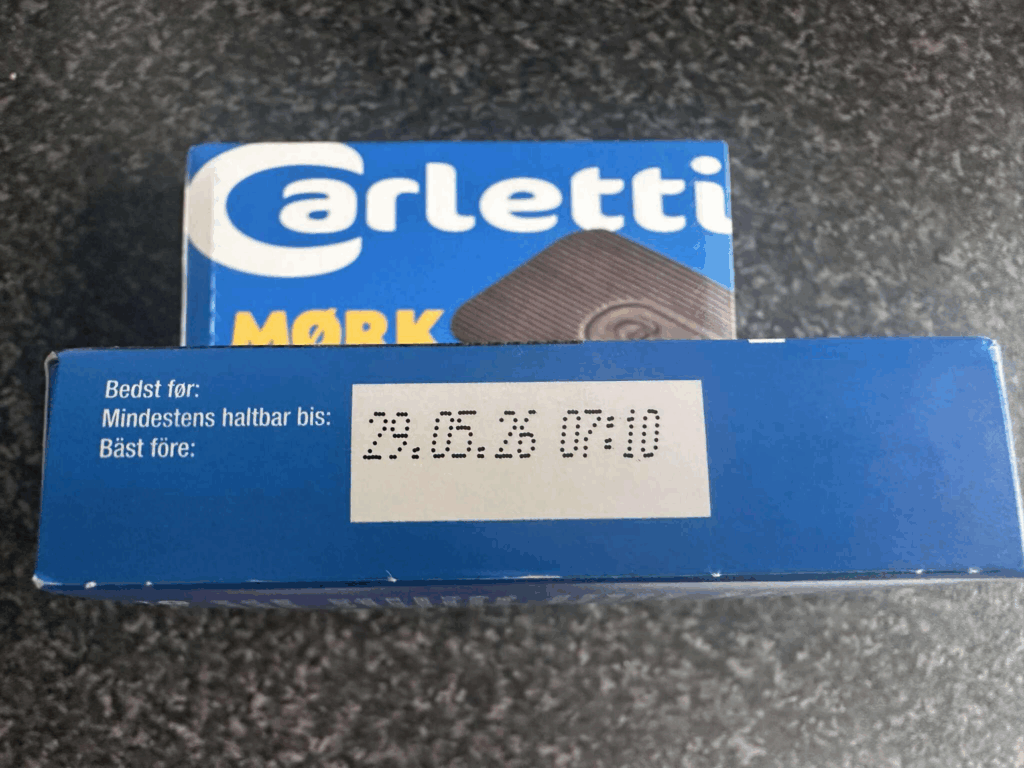 Carletti
MØRK
Bedst før:
Mindestens haltbar bis:
Bäst före:
29.05.26 07:10